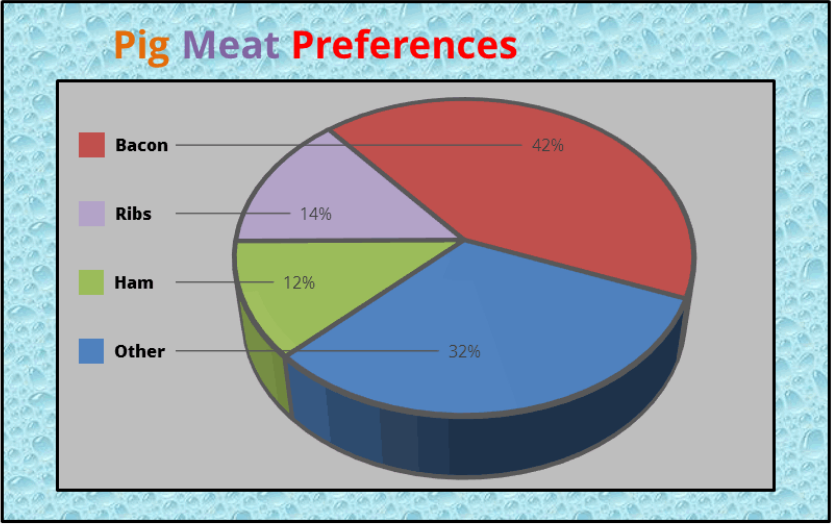 Pig Meat Preferences
Bacon 42%
Ribs 14%
Ham 12%
Other 32%